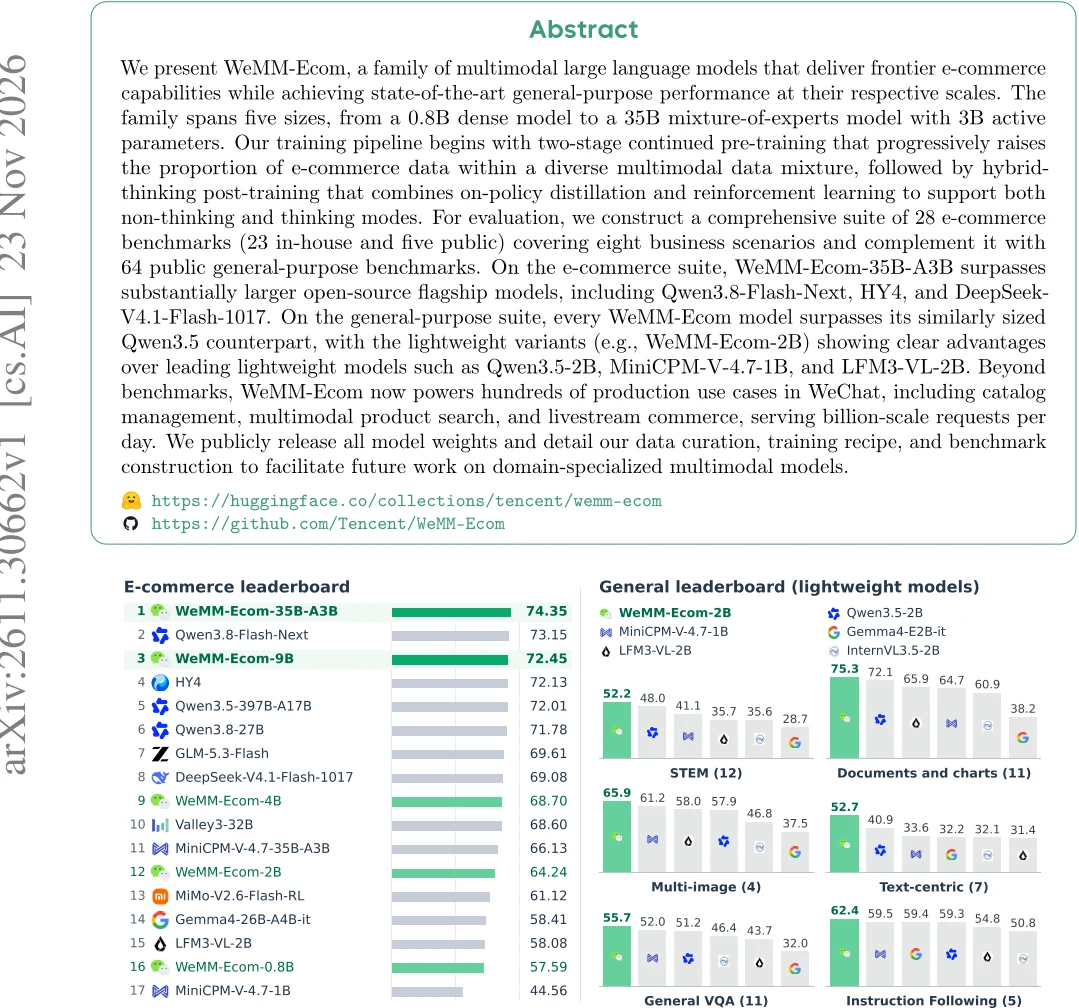 arXiv:2611.30662v1 [cs.AI] 23 Nov 2026
Abstract
We present WeMM-Ecom, a family of multimodal large language models that deliver frontier e-commerce
capabilities while achieving state-of-the-art general-purpose performance at their respective scales. The
family spans five sizes, from a 0.8B dense model to a 35B mixture-of-experts model with 3B active
parameters. Our training pipeline begins with two-stage continued pre-training that progressively raises
the proportion of e-commerce data within a diverse multimodal data mixture, followed by hybrid-
thinking post-training that combines on-policy distillation and reinforcement learning to support both
non-thinking and thinking modes. For evaluation, we construct a comprehensive suite of 28 e-commerce
benchmarks (23 in-house and five public) covering eight business scenarios and complement it with
64 public general-purpose benchmarks. On the e-commerce suite, WeMM-Ecom-35B-A3B surpasses
substantially larger open-source flagship models, including Qwen3.8-Flash-Next, HY4, and DeepSeek-
V4.1-Flash-1017. On the general-purpose suite, every WeMM-Ecom model surpasses its similarly sized
Qwen3.5 counterpart, with the lightweight variants (e.g., WeMM-Ecom-2B) showing clear advantages
over leading lightweight models such as Qwen3.5-2B, MiniCPM-V-4.7-1B, and LFM3-VL-2B. Beyond
benchmarks, WeMM-Ecom now powers hundreds of production use cases in WeChat, including catalog
management, multimodal product search, and livestream commerce, serving billion-scale requests per
day. We publicly release all model weights and detail our data curation, training recipe, and benchmark
construction to facilitate future work on domain-specialized multimodal models.
https://huggingface.co/collections/tencent/wemm-ecom
https://github.com/Tencent/WeMM-Ecom
E-commerce leaderboard
1 WeMM-Ecom-35B-A3B 74.35
2 Qwen3.8-Flash-Next 73.15
3 WeMM-Ecom-9B 72.45
4 HY4 72.13
5 Qwen3.5-397B-A17B 72.01
6 Qwen3.8-27B 71.78
7 GLM-5.3-Flash 69.61
8 DeepSeek-V4.1-Flash-1017 69.08
9 WeMM-Ecom-4B 68.70
10 Valley3-32B 68.60
11 MiniCPM-V-4.7-35B-A3B 66.13
12 WeMM-Ecom-2B 64.24
13 MiMo-V2.6-Flash-RL 61.12
14 Gemma4-26B-A4B-it 58.41
15 LFM3-VL-2B 58.08
16 WeMM-Ecom-0.8B 57.59
17 MiniCPM-V-4.7-1B 44.56
General leaderboard (lightweight models)
WeMM-Ecom-2B Qwen3.5-2B
MiniCPM-V-4.7-1B Gemma4-E2B-it
LFM3-VL-2B InternVL3.5-2B
52.2 48.0 41.1 35.7 35.6 28.7
STEM (12)
75.3 72.1 65.9 64.7 60.9 38.2
Documents and charts (11)
65.9 61.2 58.0 57.9 46.8 37.5
Multi-image (4)
52.7 40.9 33.6 32.2 32.1 31.4
Text-centric (7)
55.7 52.0 51.2 46.4 43.7 32.0
General VQA (11)
62.4 59.5 59.4 59.3 54.8 50.8
Instruction Following (5)